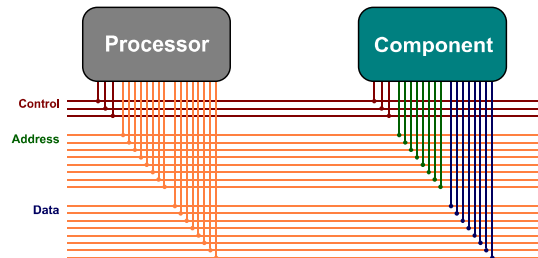 Processor
Component
Control
Address
Data